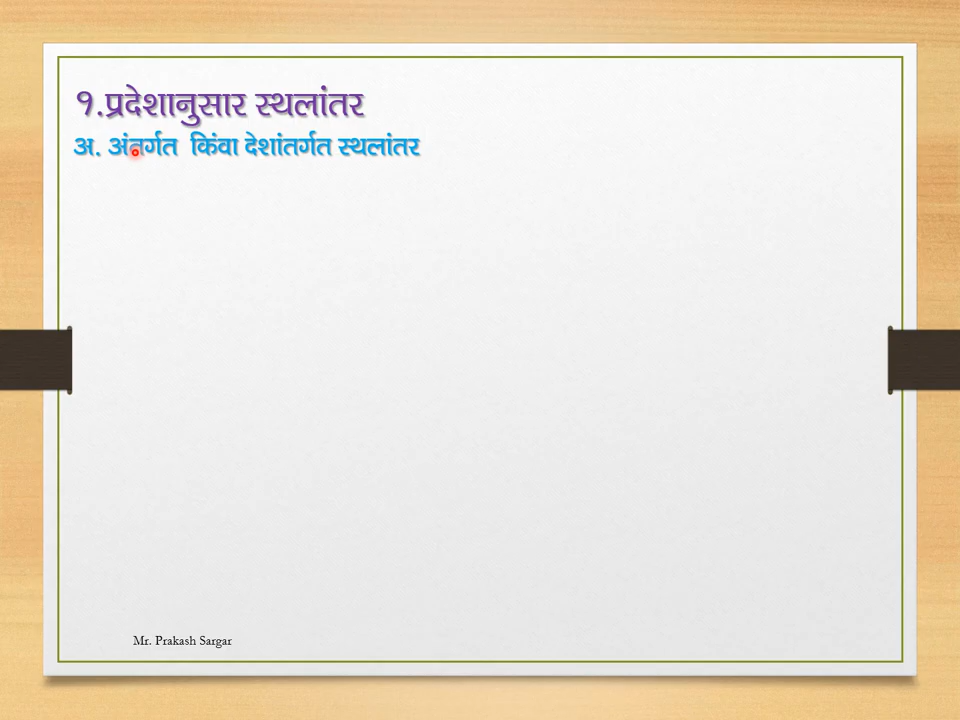 १.प्रदेशानुसार स्थलांतर
अ. अंतर्गत किंवा देशांतर्गत स्थलांतर
Mr. Prakash Sargar